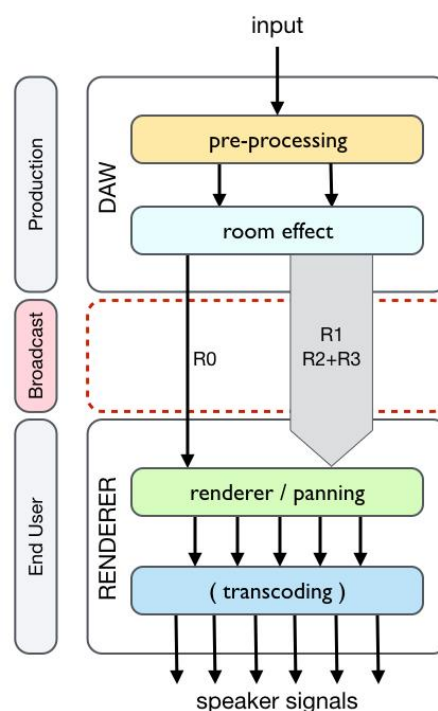 input
Production
DAW
pre-processing
room effect
Broadcast
R0
R1
R2+R3
End User
RENDERER
renderer / panning
( transcoding )
speaker signals